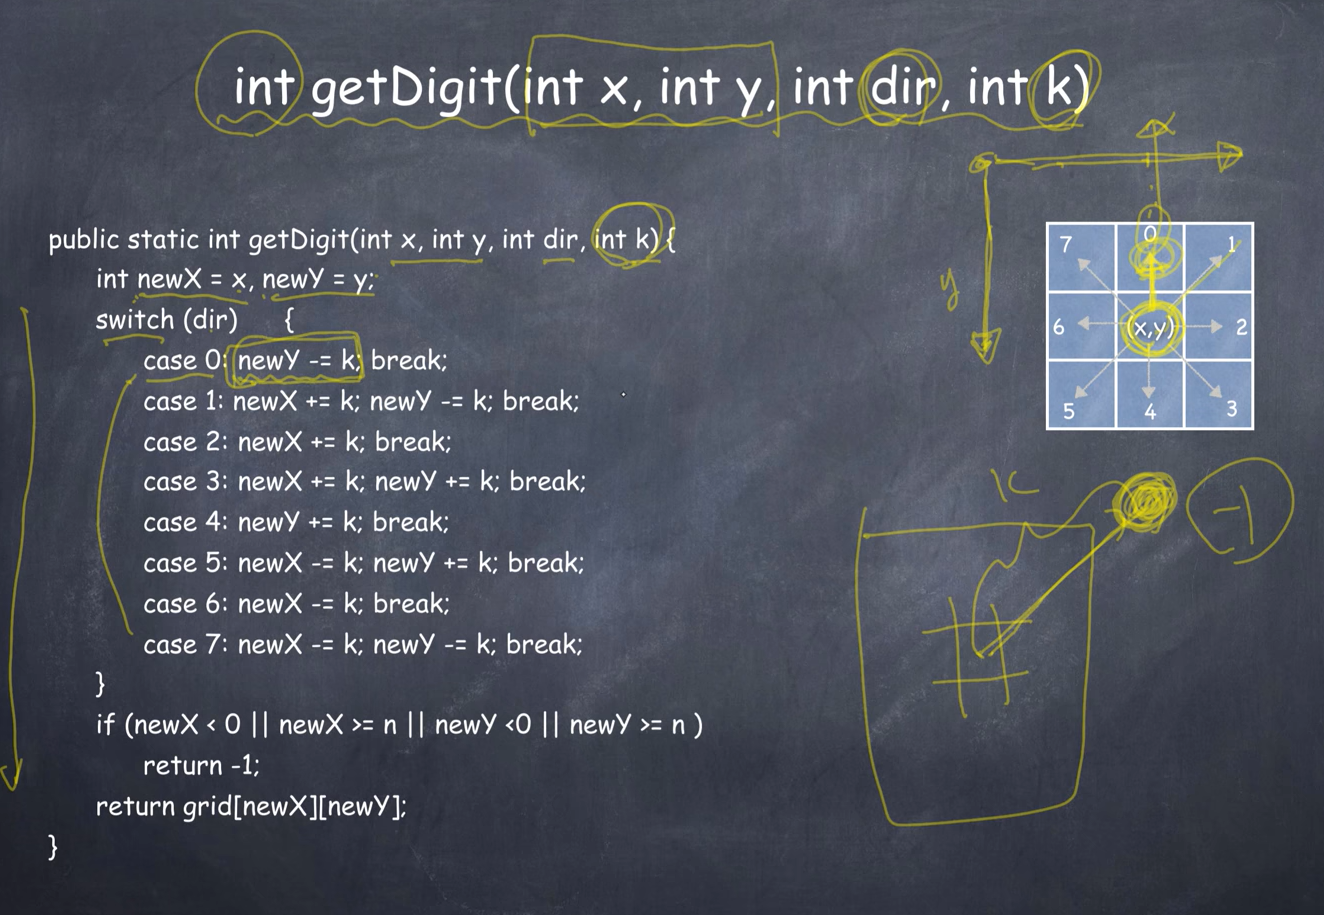 int getDigit(int x, int y, int dir, int k)
public static int getDigit(int x, int y, int dir, int k) {
int newX = x, newY = y;
switch (dir) {
case 0: newY -= k; break;
case 1: newX += k; newY -= k; break;
case 2: newX += k; break;
case 3: newX += k; newY += k; break;
case 4: newY += k; break;
case 5: newX -= k; newY += k; break;
case 6: newX -= k; break;
case 7: newX -= k; newY -= k; break;
}
if (newX < 0 || newX >= n || newY <0 || newY >= n )
return -1;
return grid[newX][newY];
}
x
y
7 0 1
6 (x,y) 2
5 4 3
K
-1